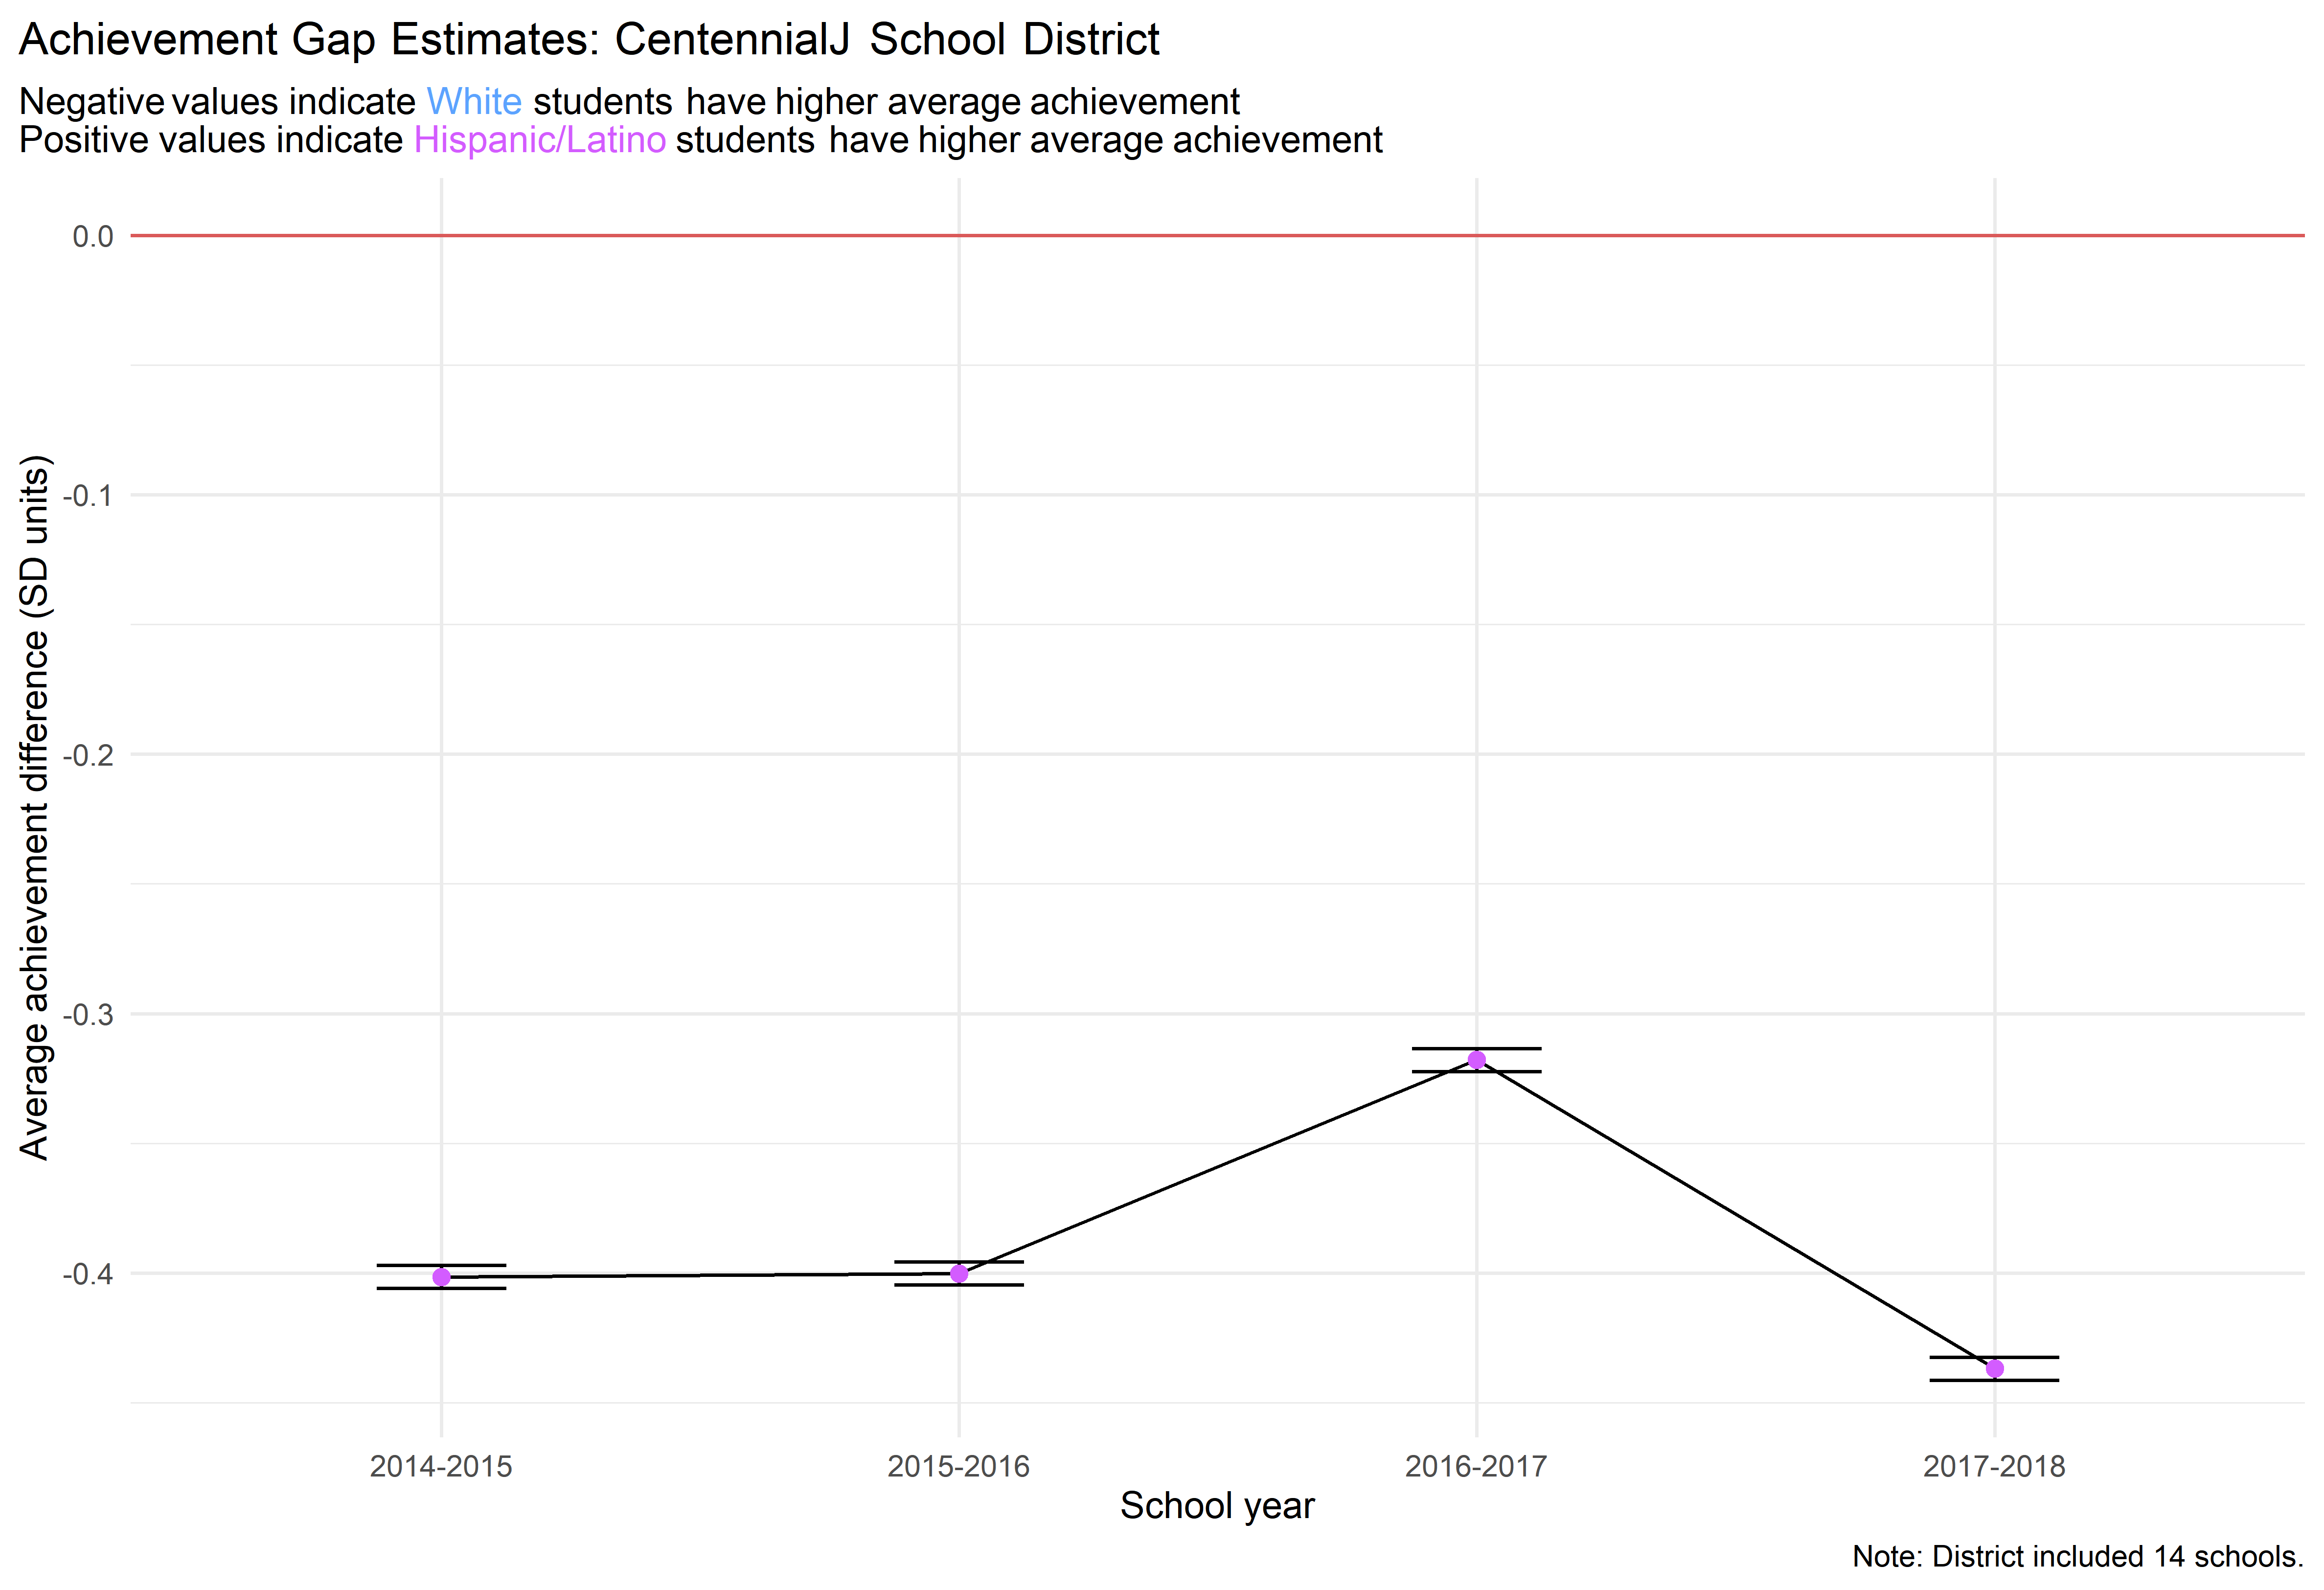 Achievement Gap Estimates: CentennialJ School District
Negative values indicate White students have higher average achievement
Positive values indicate Hispanic/Latino students have higher average achievement
Average achievement difference (SD units)
0.0
-0.1
-0.2
-0.3
-0.4
2014-2015
2015-2016
2016-2017
2017-2018
School year
Note: District included 14 schools.